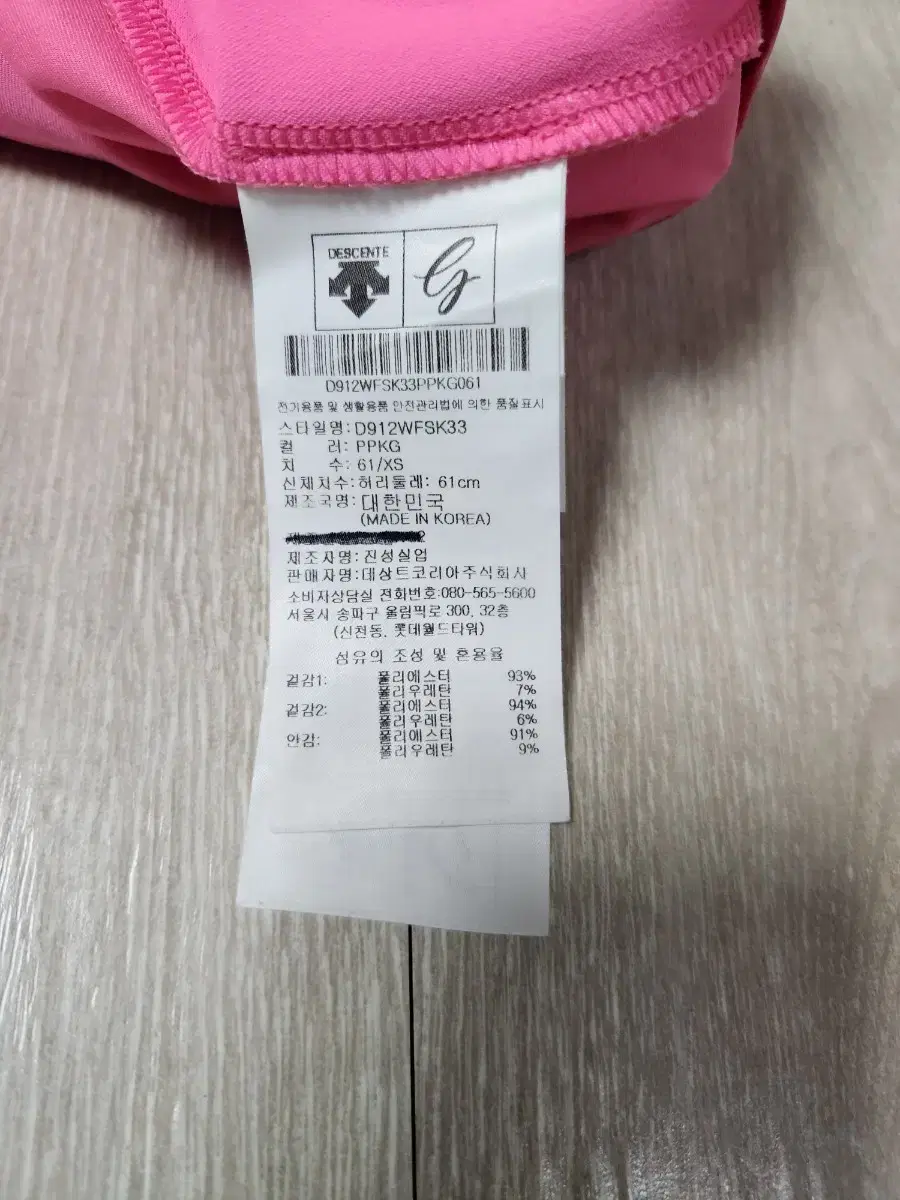 DESCENTE
G
D912WFSK33PPKG061
전기용품 및 생활용품 안전관리법에 의한 품질표시
스타일명: D912WFSK33
컬 러: PPKG
치 수: 61/XS
신체치수: 허리둘레: 61cm
제조국명: 대한민국
(MADE IN KOREA)
제조자명: 진성실업
판매자명: 데상트코리아주식회사
소비자상담실 전화번호:080-565-5600
서울시 송파구 올림픽로 300, 32층
(신천동, 롯데월드타워)
섬유의 조성 및 혼용율
겉감1: 폴리에스터 93%
폴리우레탄 7%
겉감2: 폴리에스터 94%
폴리우레탄 6%
안감: 폴리에스터 91%
폴리우레탄 9%